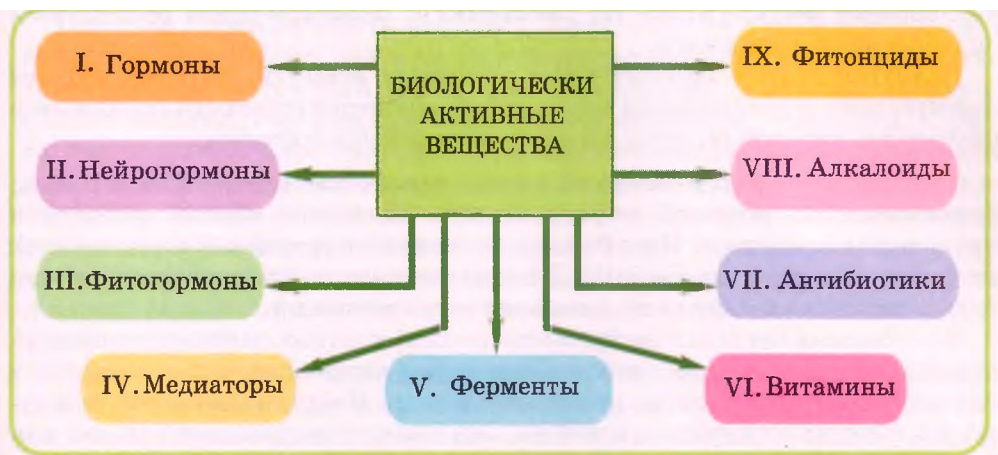 БИОЛОГИЧЕСКИ
АКТИВНЫЕ
ВЕЩЕСТВА
I. Гормоны
II. Нейрогормоны
III. Фитогормоны
IV. Медиаторы
V. Ферменты
VI. Витамины
VII. Антибиотики
VIII. Алкалоиды
IX. Фитонциды